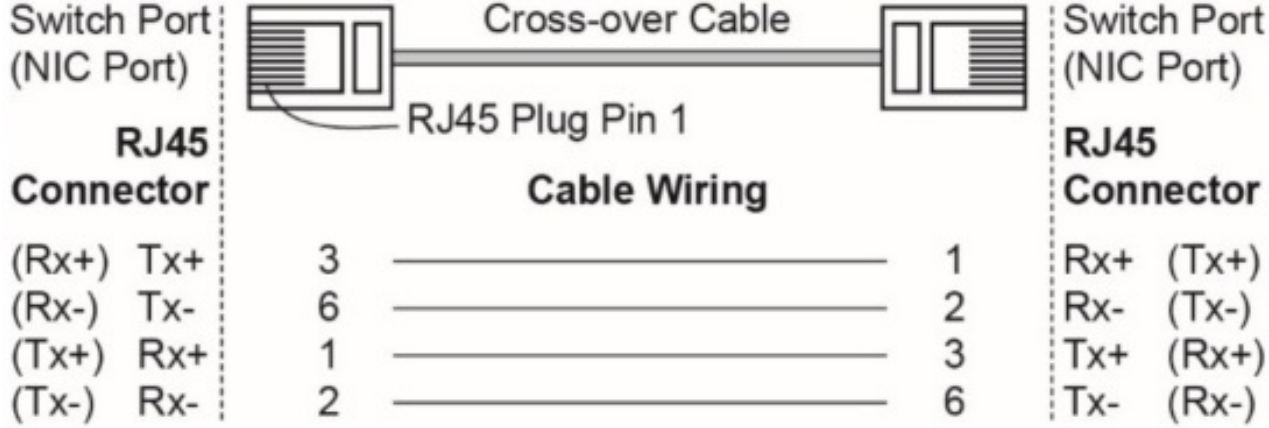 Switch Port Cross-over Cable Switch Port
(NIC Port) (NIC Port)
RJ45 Plug Pin 1
RJ45 RJ45
Connector Cable Wiring Connector
(Rx+) Tx+ 3 1 Rx+ (Tx+)
(Rx-) Tx- 6 2 Rx- (Tx-)
(Tx+) Rx+ 1 3 Tx+ (Rx+)
(Tx-) Rx- 2 6 Tx- (Rx-)